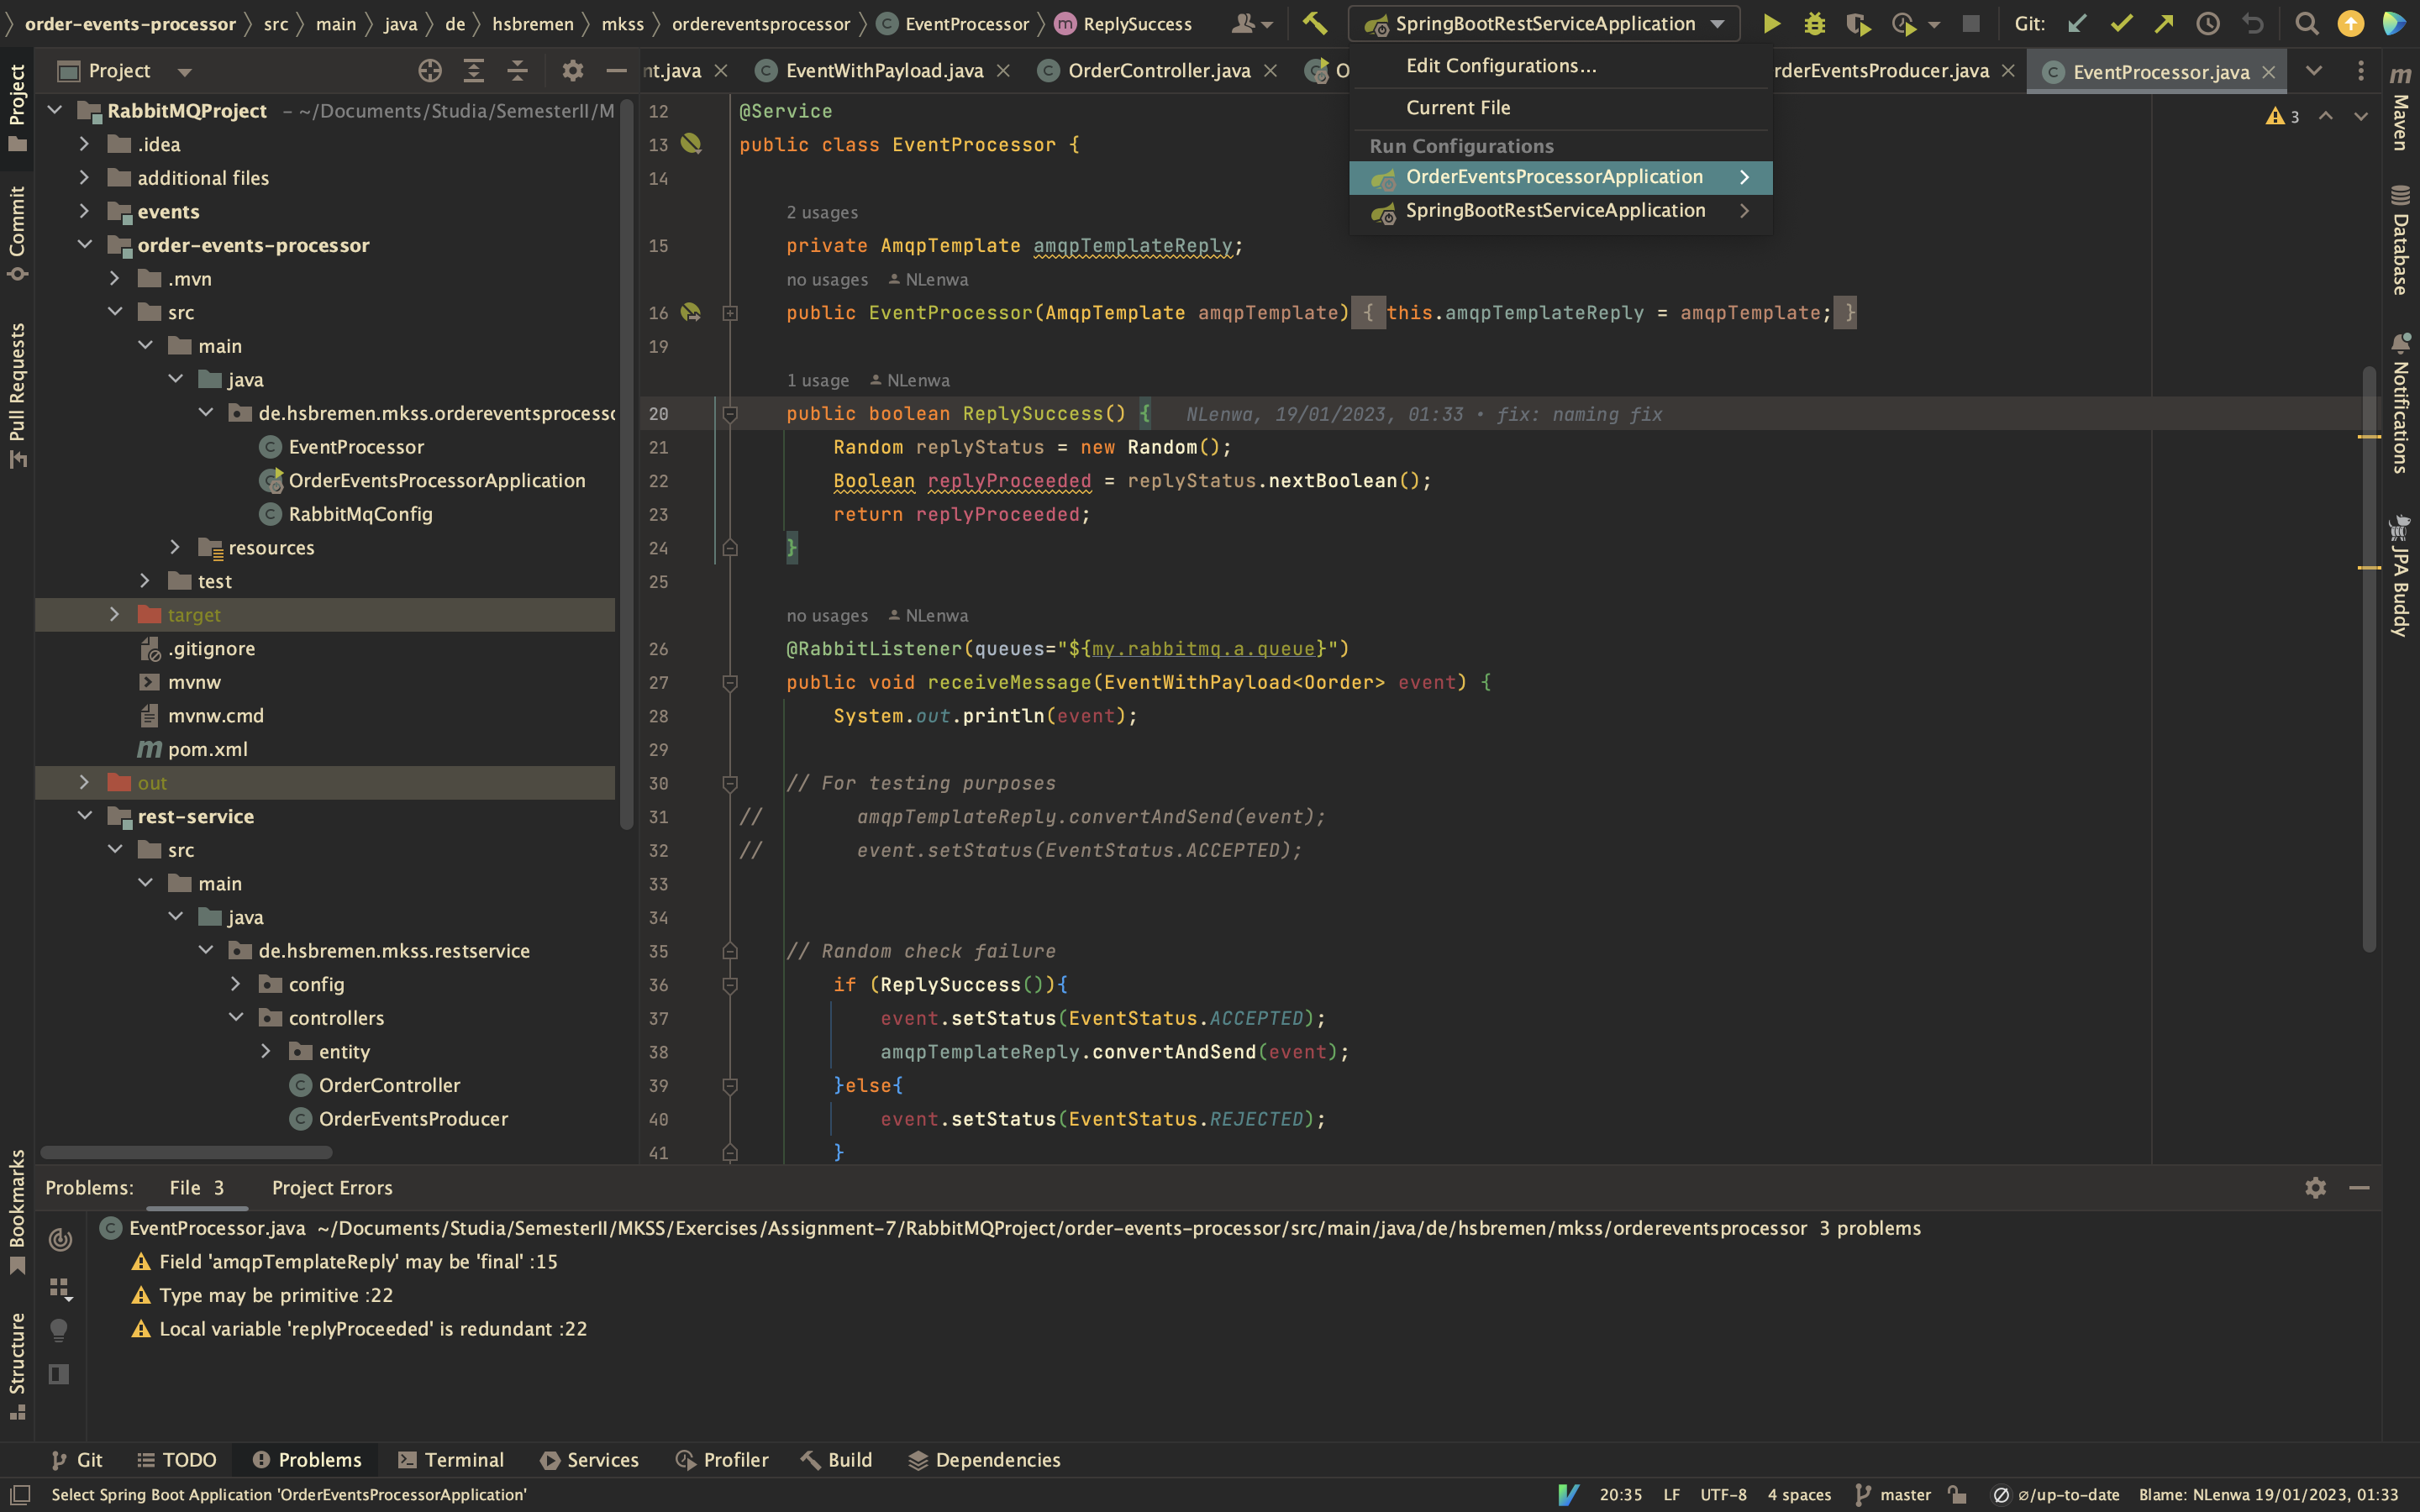 order-events-processor src main java de hsbremen mkss ordereventsprocessor EventProcessor ReplySuccess SpringBootRestServiceApplication Git:
Project nt.java EventWithPayload.java OrderController.java O rderEventsProducer.java EventProcessor.java
Edit Configurations...
Current File
Run Configurations
OrderEventsProcessorApplication
SpringBootRestServiceApplication
Project
Commit
Pull Requests
Bookmarks
Structure
RabbitMQProject – ~/Documents/Studia/SemesterII/M
.idea
additional files
events
order-events-processor
.mvn
src
main
java
de.hsbremen.mkss.ordereventsprocesso
EventProcessor
OrderEventsProcessorApplication
RabbitMqConfig
resources
test
target
.gitignore
mvnw
mvnw.cmd
pom.xml
out
rest-service
src
main
java
de.hsbremen.mkss.restservice
config
controllers
entity
OrderController
OrderEventsProducer
3
12 @Service
13 public class EventProcessor {
14
2 usages
15 private AmqpTemplate amqpTemplateReply;
no usages NLenwa
16 public EventProcessor(AmqpTemplate amqpTemplate) { this.amqpTemplateReply = amqpTemplate; }
19
1 usage NLenwa
20 public boolean ReplySuccess() { NLenwa, 19/01/2023, 01:33 • fix: naming fix
21 Random replyStatus = new Random();
22 Boolean replyProceeded = replyStatus.nextBoolean();
23 return replyProceeded;
24 }
25
no usages NLenwa
26 @RabbitListener(queues="${my.rabbitmq.a.queue}")
27 public void receiveMessage(EventWithPayload<Oorder> event) {
28 System.out.println(event);
29
30 // For testing purposes
31 // amqpTemplateReply.convertAndSend(event);
32 // event.setStatus(EventStatus.ACCEPTED);
33
34
35 // Random check failure
36 if (ReplySuccess()){
37 event.setStatus(EventStatus.ACCEPTED);
38 amqpTemplateReply.convertAndSend(event);
39 }else{
40 event.setStatus(EventStatus.REJECTED);
41 }
m Maven
Database
Notifications
JPA Buddy
Problems: File 3 Project Errors
EventProcessor.java ~/Documents/Studia/SemesterII/MKSS/Exercises/Assignment-7/RabbitMQProject/order-events-processor/src/main/java/de/hsbremen/mkss/ordereventsprocessor 3 problems
Field 'amqpTemplateReply' may be 'final' :15
Type may be primitive :22
Local variable 'replyProceeded' is redundant :22
Git TODO Problems Terminal Services Profiler Build Dependencies
Select Spring Boot Application 'OrderEventsProcessorApplication' 20:35 LF UTF-8 4 spaces master ∅/up-to-date Blame: NLenwa 19/01/2023, 01:33